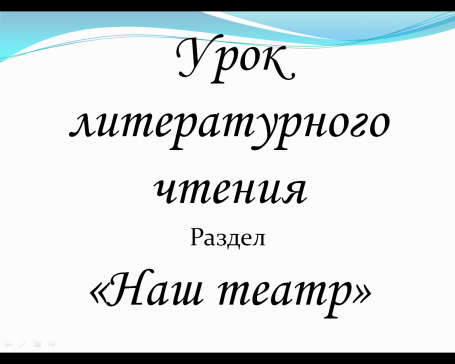 Урок
литературного
чтения
Раздел
«Наш театр»